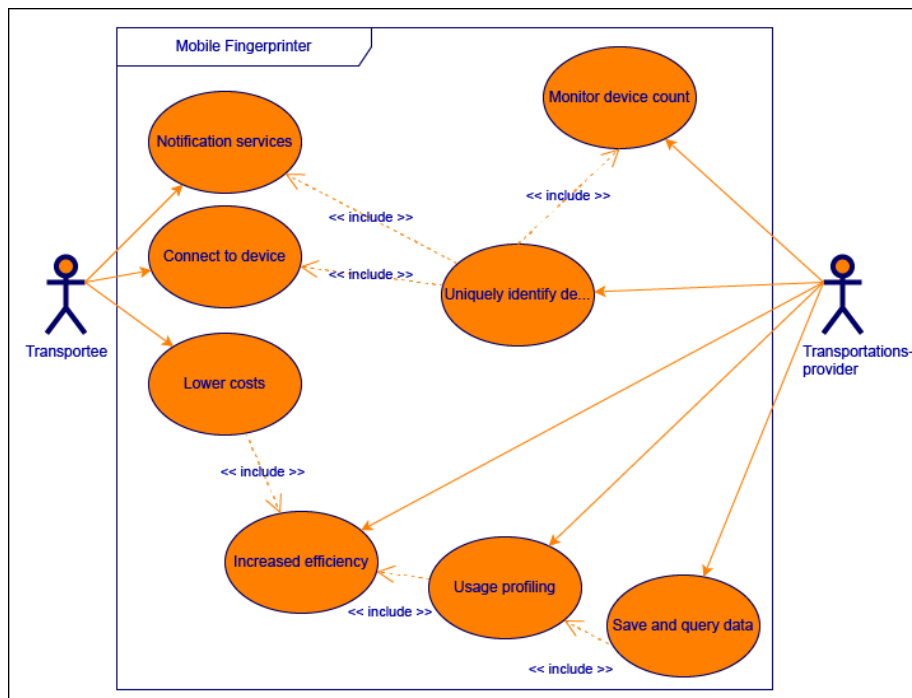 Mobile Fingerprinter
Monitor device count
Notification services
<< include >>
<< include >>
Connect to device
<< include >>
Uniquely identify de...
Transportee
Transportations-
provider
Lower costs
<< include >>
Increased efficiency
Usage profiling
<< include >>
Save and query data
<< include >>